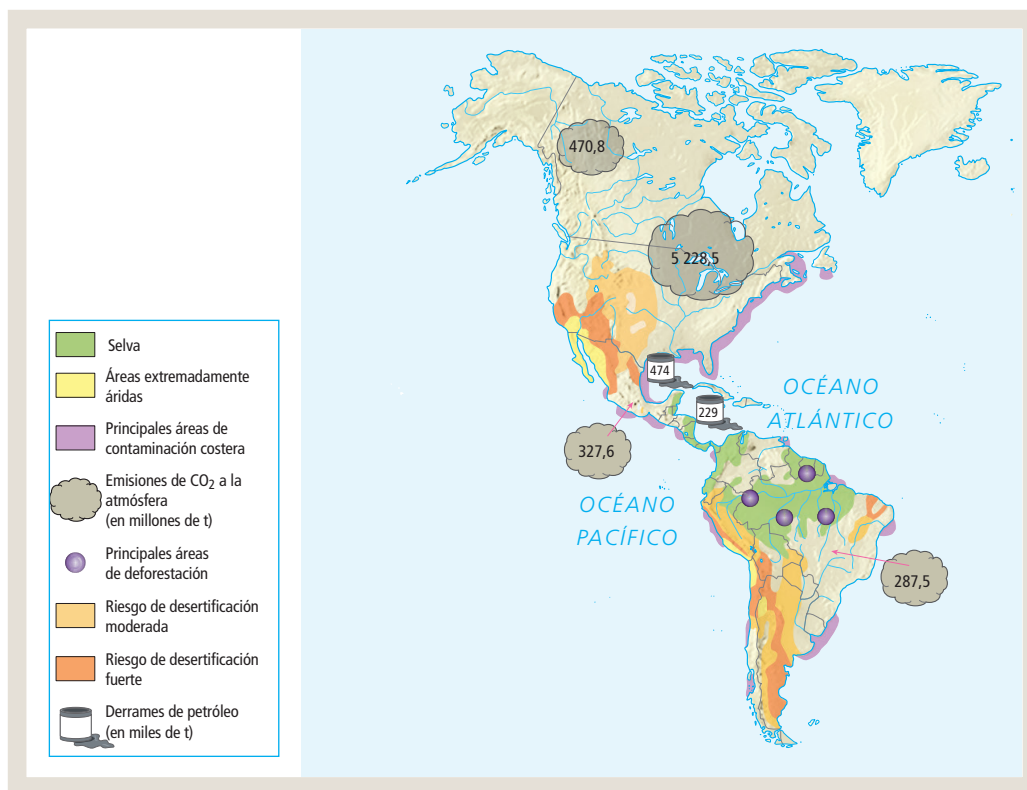 470,8
5 228,5
474
229
327,6
287,5
OCÉANO
ATLÁNTICO
OCÉANO
PACÍFICO
Selva
Áreas extremadamente
áridas
Principales áreas de
contaminación costera
Emisiones de CO₂ a la
atmósfera
(en millones de t)
Principales áreas
de deforestación
Riesgo de desertificación
moderada
Riesgo de desertificación
fuerte
Derrames de petróleo
(en miles de t)